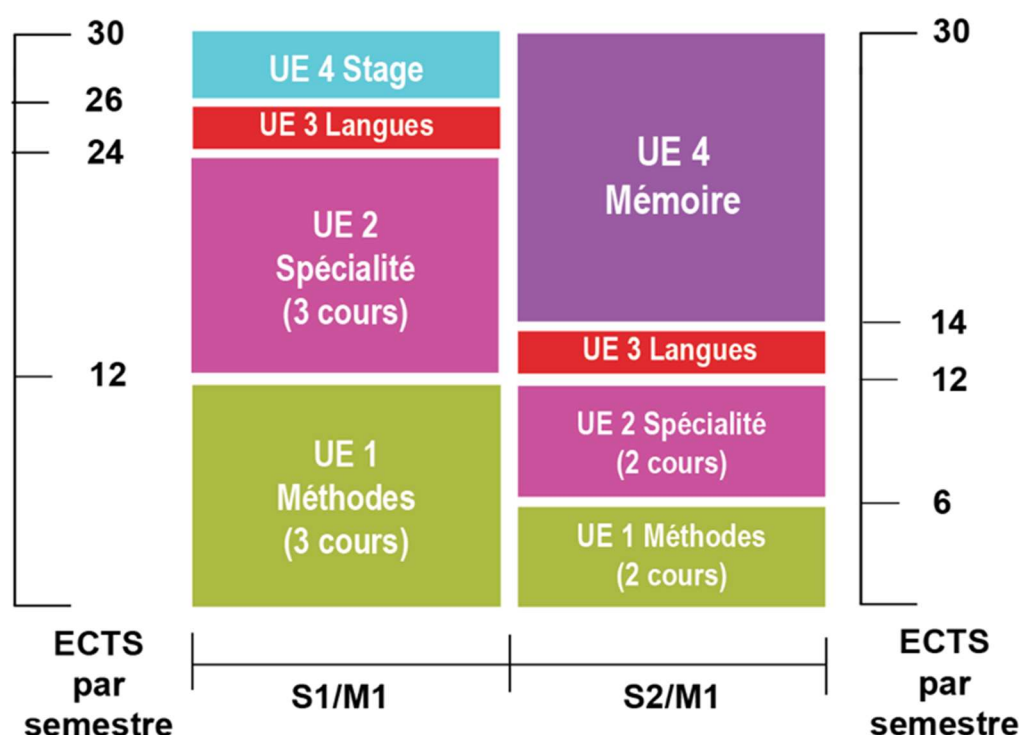 30
26
24
12
ECTS
par
semestre
UE 4 Stage
UE 3 Langues
UE 2
Spécialité
(3 cours)
UE 1
Méthodes
(3 cours)
S1/M1
UE 4
Mémoire
UE 3 Langues
UE 2 Spécialité
(2 cours)
UE 1 Méthodes
(2 cours)
S2/M1
30
14
12
6
ECTS
par
semestre